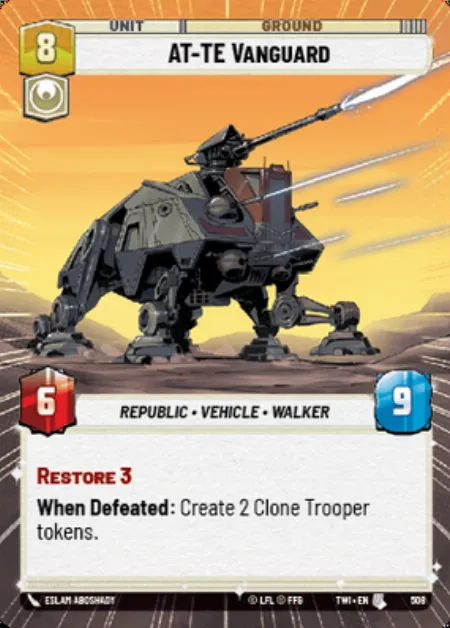 UNIT GROUND
8 AT-TE VANGUARD
6 REPUBLIC • VEHICLE • WALKER 9
RESTORE 3
When Defeated: Create 2 Clone Trooper
tokens.
ESLAM ABOSHADY © LFL © FFG TWI • EN 508